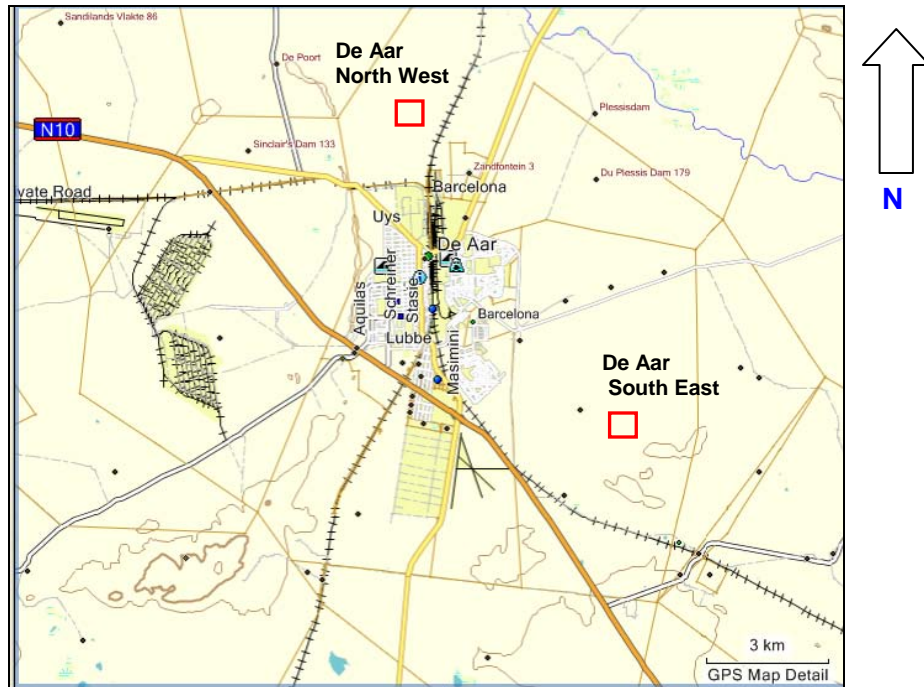 Sandilands Vlakte 86
De Poort
De Aar
North West
N10
Sinclair's Dam 133
Plessisdam
Zandfontein 3
Du Plessis Dam 179
vate Road
Barcelona
Uys
De Aar
Aquilas
Schreiner
Stasie
Barcelona
Lubbe
Masimini
De Aar
South East
3 km
GPS Map Detail
N